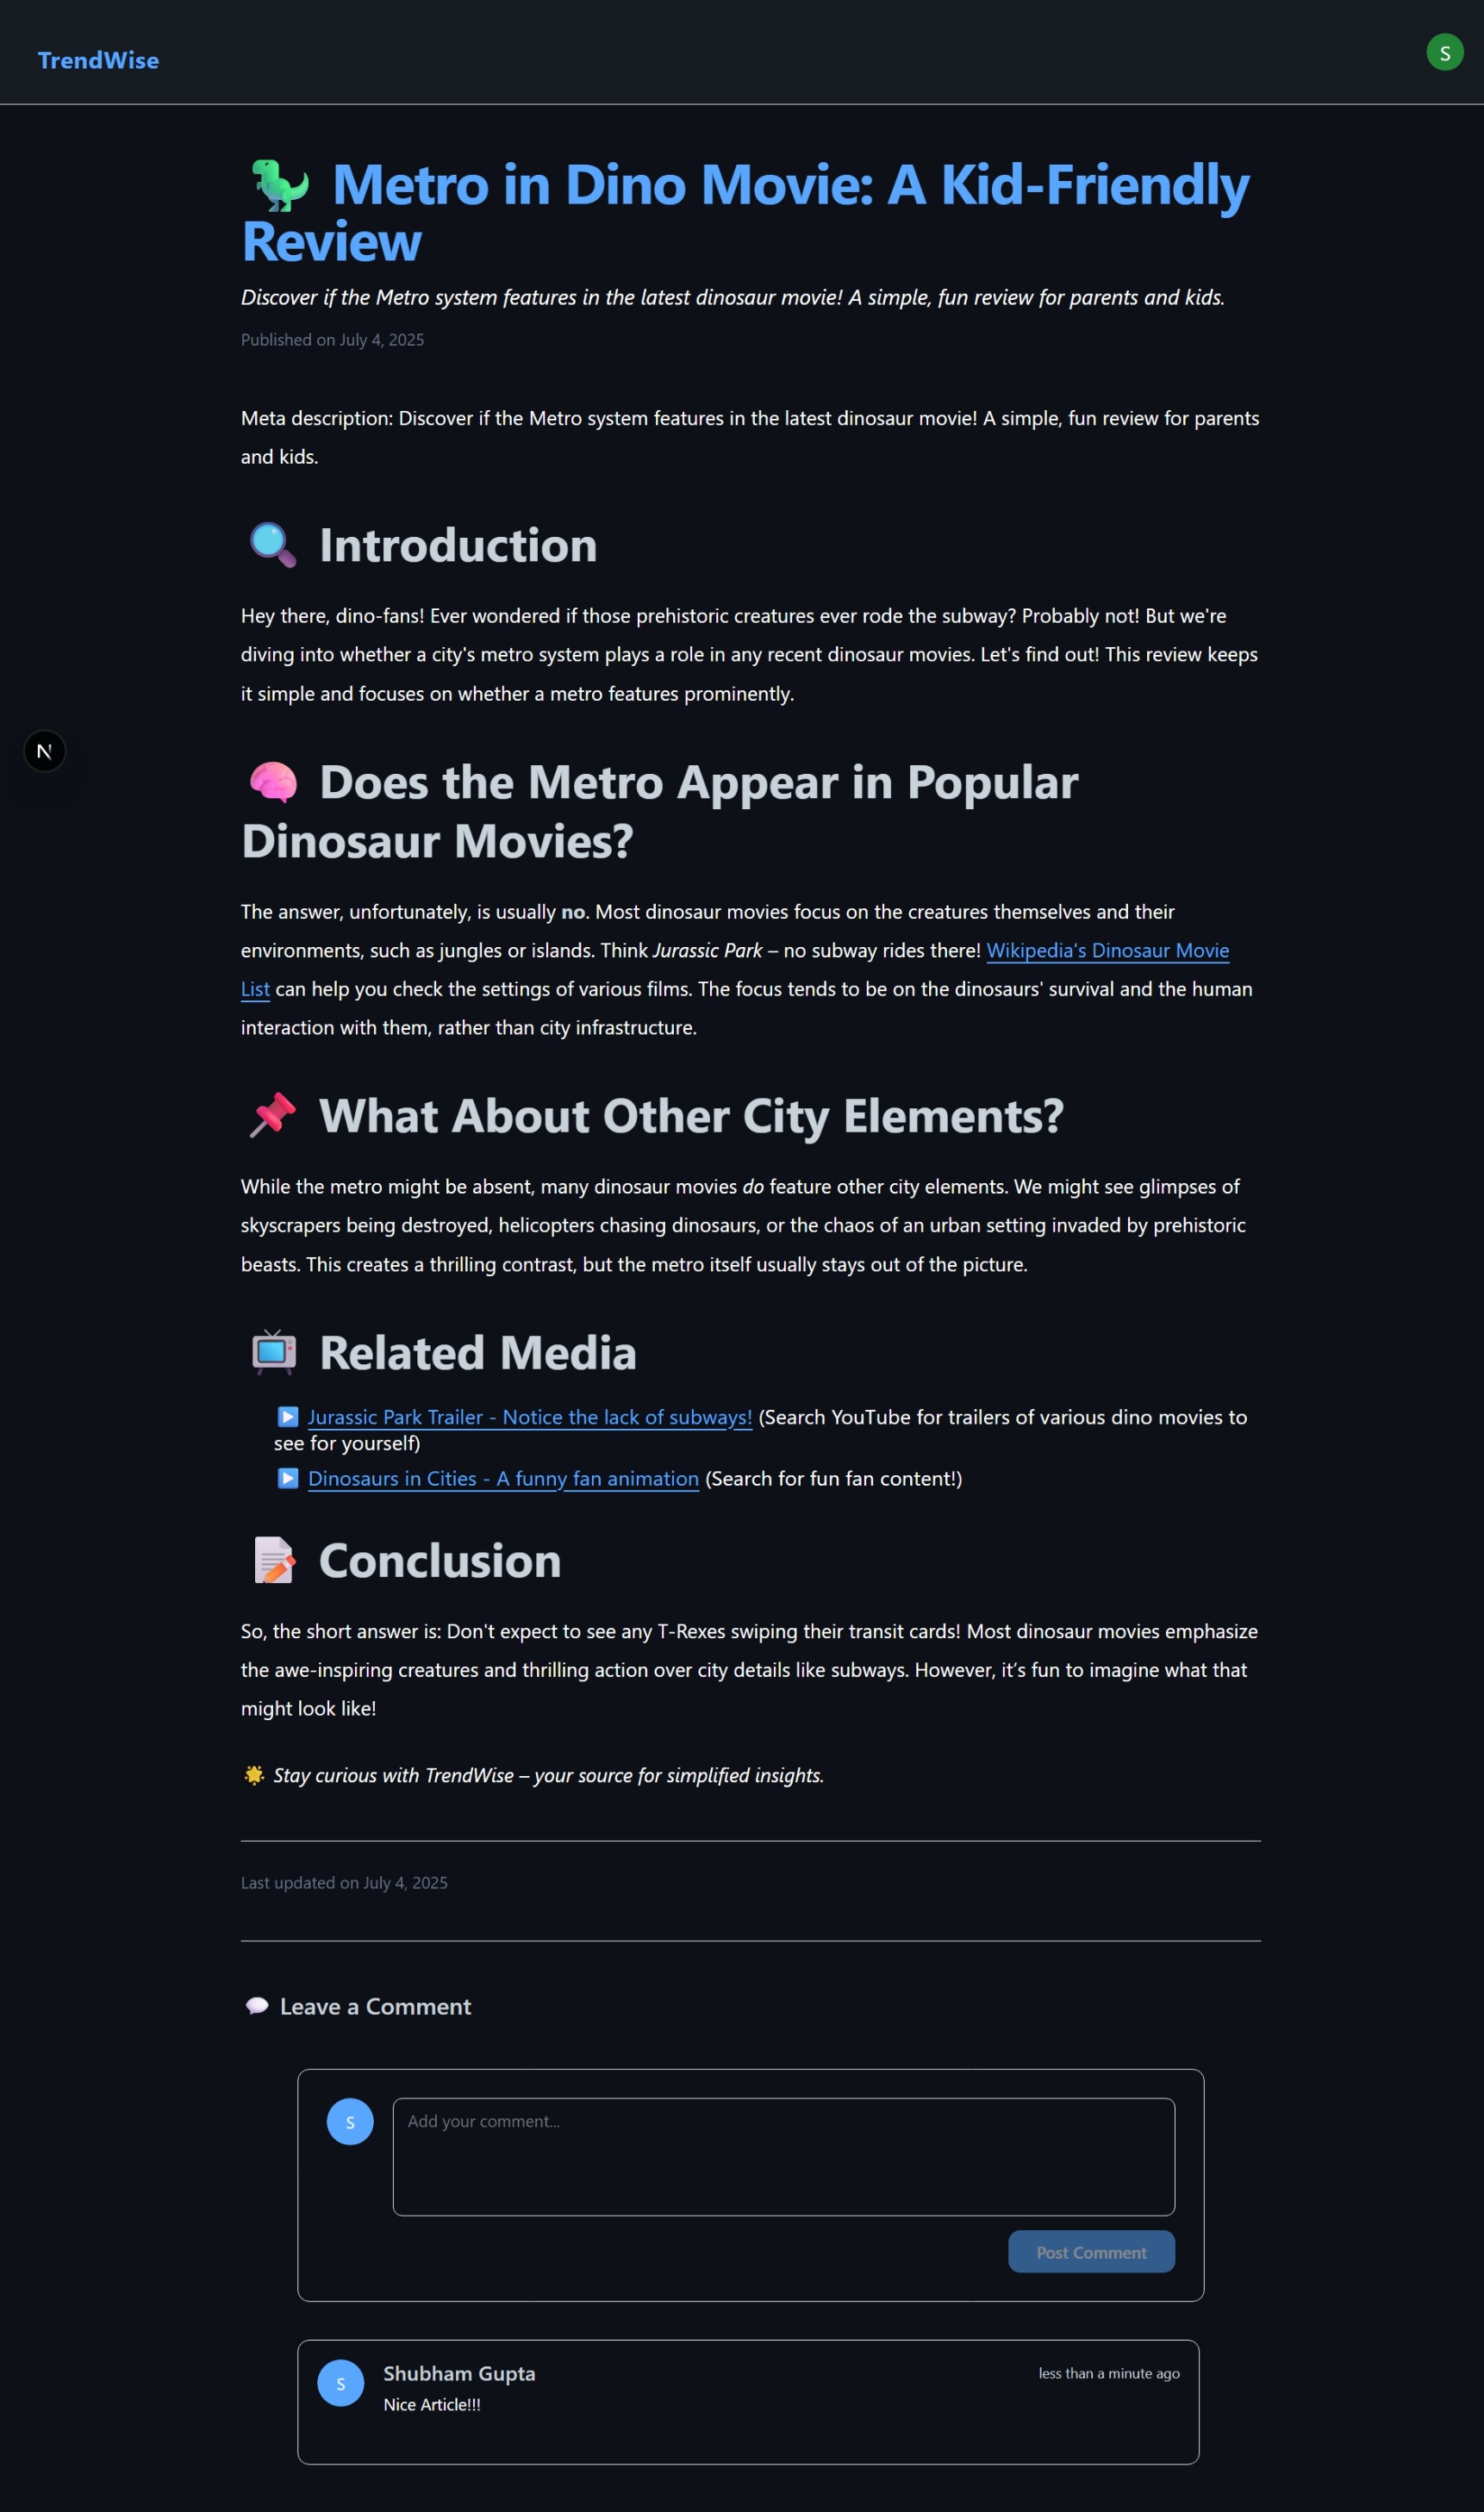 TrendWise
S
🦖 Metro in Dino Movie: A Kid-Friendly
Review
Discover if the Metro system features in the latest dinosaur movie! A simple, fun review for parents and kids.
Published on July 4, 2025
Meta description: Discover if the Metro system features in the latest dinosaur movie! A simple, fun review for parents
and kids.
🔍 Introduction
Hey there, dino-fans! Ever wondered if those prehistoric creatures ever rode the subway? Probably not! But we're
diving into whether a city's metro system plays a role in any recent dinosaur movies. Let's find out! This review keeps
it simple and focuses on whether a metro features prominently.
N
🧠 Does the Metro Appear in Popular
Dinosaur Movies?
The answer, unfortunately, is usually no. Most dinosaur movies focus on the creatures themselves and their
environments, such as jungles or islands. Think Jurassic Park – no subway rides there! Wikipedia's Dinosaur Movie
List can help you check the settings of various films. The focus tends to be on the dinosaurs' survival and the human
interaction with them, rather than city infrastructure.
📌 What About Other City Elements?
While the metro might be absent, many dinosaur movies do feature other city elements. We might see glimpses of
skyscrapers being destroyed, helicopters chasing dinosaurs, or the chaos of an urban setting invaded by prehistoric
beasts. This creates a thrilling contrast, but the metro itself usually stays out of the picture.
📺 Related Media
▶️ Jurassic Park Trailer - Notice the lack of subways! (Search YouTube for trailers of various dino movies to
see for yourself)
▶️ Dinosaurs in Cities - A funny fan animation (Search for fun fan content!)
📝 Conclusion
So, the short answer is: Don't expect to see any T-Rexes swiping their transit cards! Most dinosaur movies emphasize
the awe-inspiring creatures and thrilling action over city details like subways. However, it’s fun to imagine what that
might look like!
🌟 Stay curious with TrendWise – your source for simplified insights.
Last updated on July 4, 2025
💬 Leave a Comment
S
Add your comment...
Post Comment
S
Shubham Gupta
less than a minute ago
Nice Article!!!